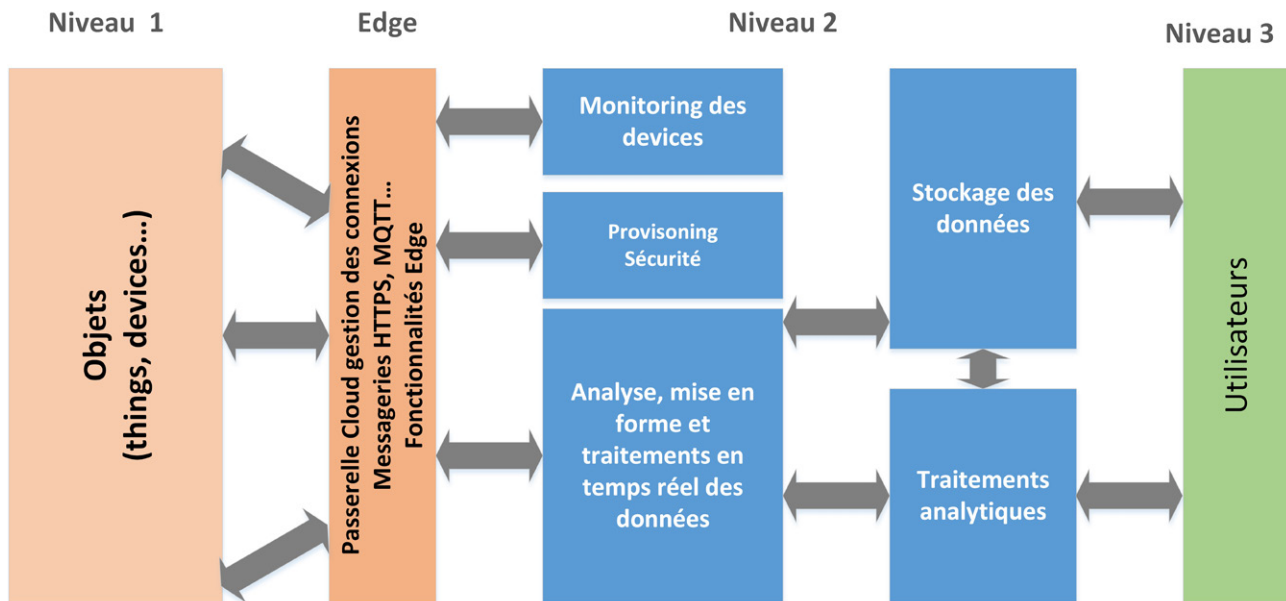 Niveau 1
Edge
Niveau 2
Niveau 3
Objets
(things, devices...)
Passerelle Cloud gestion des connexions
Messageries HTTPS, MQTT...
Fonctionnalités Edge
Monitoring des
devices
Provisoning
Sécurité
Analyse, mise en
forme et
traitements en
temps réel des
données
Stockage des
données
Traitements
analytiques
Utilisateurs